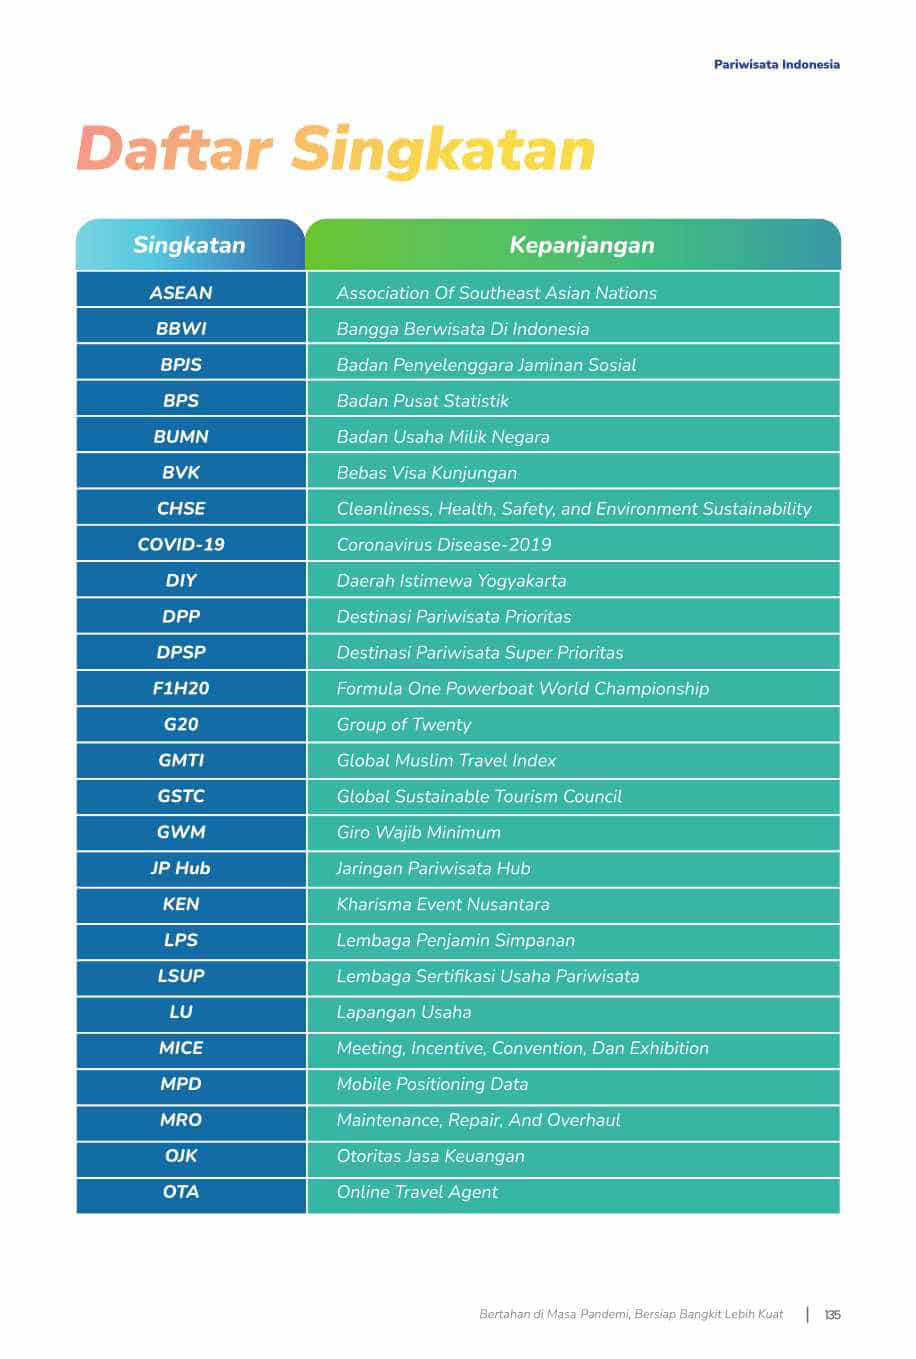 Pariwisata Indonesia
Daftar Singkatan
Singkatan Kepanjangan
ASEAN Association Of Southeast Asian Nations
BBWI Bangga Berwisata Di Indonesia
BPJS Badan Penyelenggara Jaminan Sosial
BPS Badan Pusat Statistik
BUMN Badan Usaha Milik Negara
BVK Bebas Visa Kunjungan
CHSE Cleanliness, Health, Safety, and Environment Sustainability
COVID-19 Coronavirus Disease-2019
DIY Daerah Istimewa Yogyakarta
DPP Destinasi Pariwisata Prioritas
DPSP Destinasi Pariwisata Super Prioritas
F1H20 Formula One Powerboat World Championship
G20 Group of Twenty
GMTI Global Muslim Travel Index
GSTC Global Sustainable Tourism Council
GWM Giro Wajib Minimum
JP Hub Jaringan Pariwisata Hub
KEN Kharisma Event Nusantara
LPS Lembaga Penjamin Simpanan
LSUP Lembaga Sertifikasi Usaha Pariwisata
LU Lapangan Usaha
MICE Meeting, Incentive, Convention, Dan Exhibition
MPD Mobile Positioning Data
MRO Maintenance, Repair, And Overhaul
OJK Otoritas Jasa Keuangan
OTA Online Travel Agent
Bertahan di Masa Pandemi, Bersiap Bangkit Lebih Kuat | 135